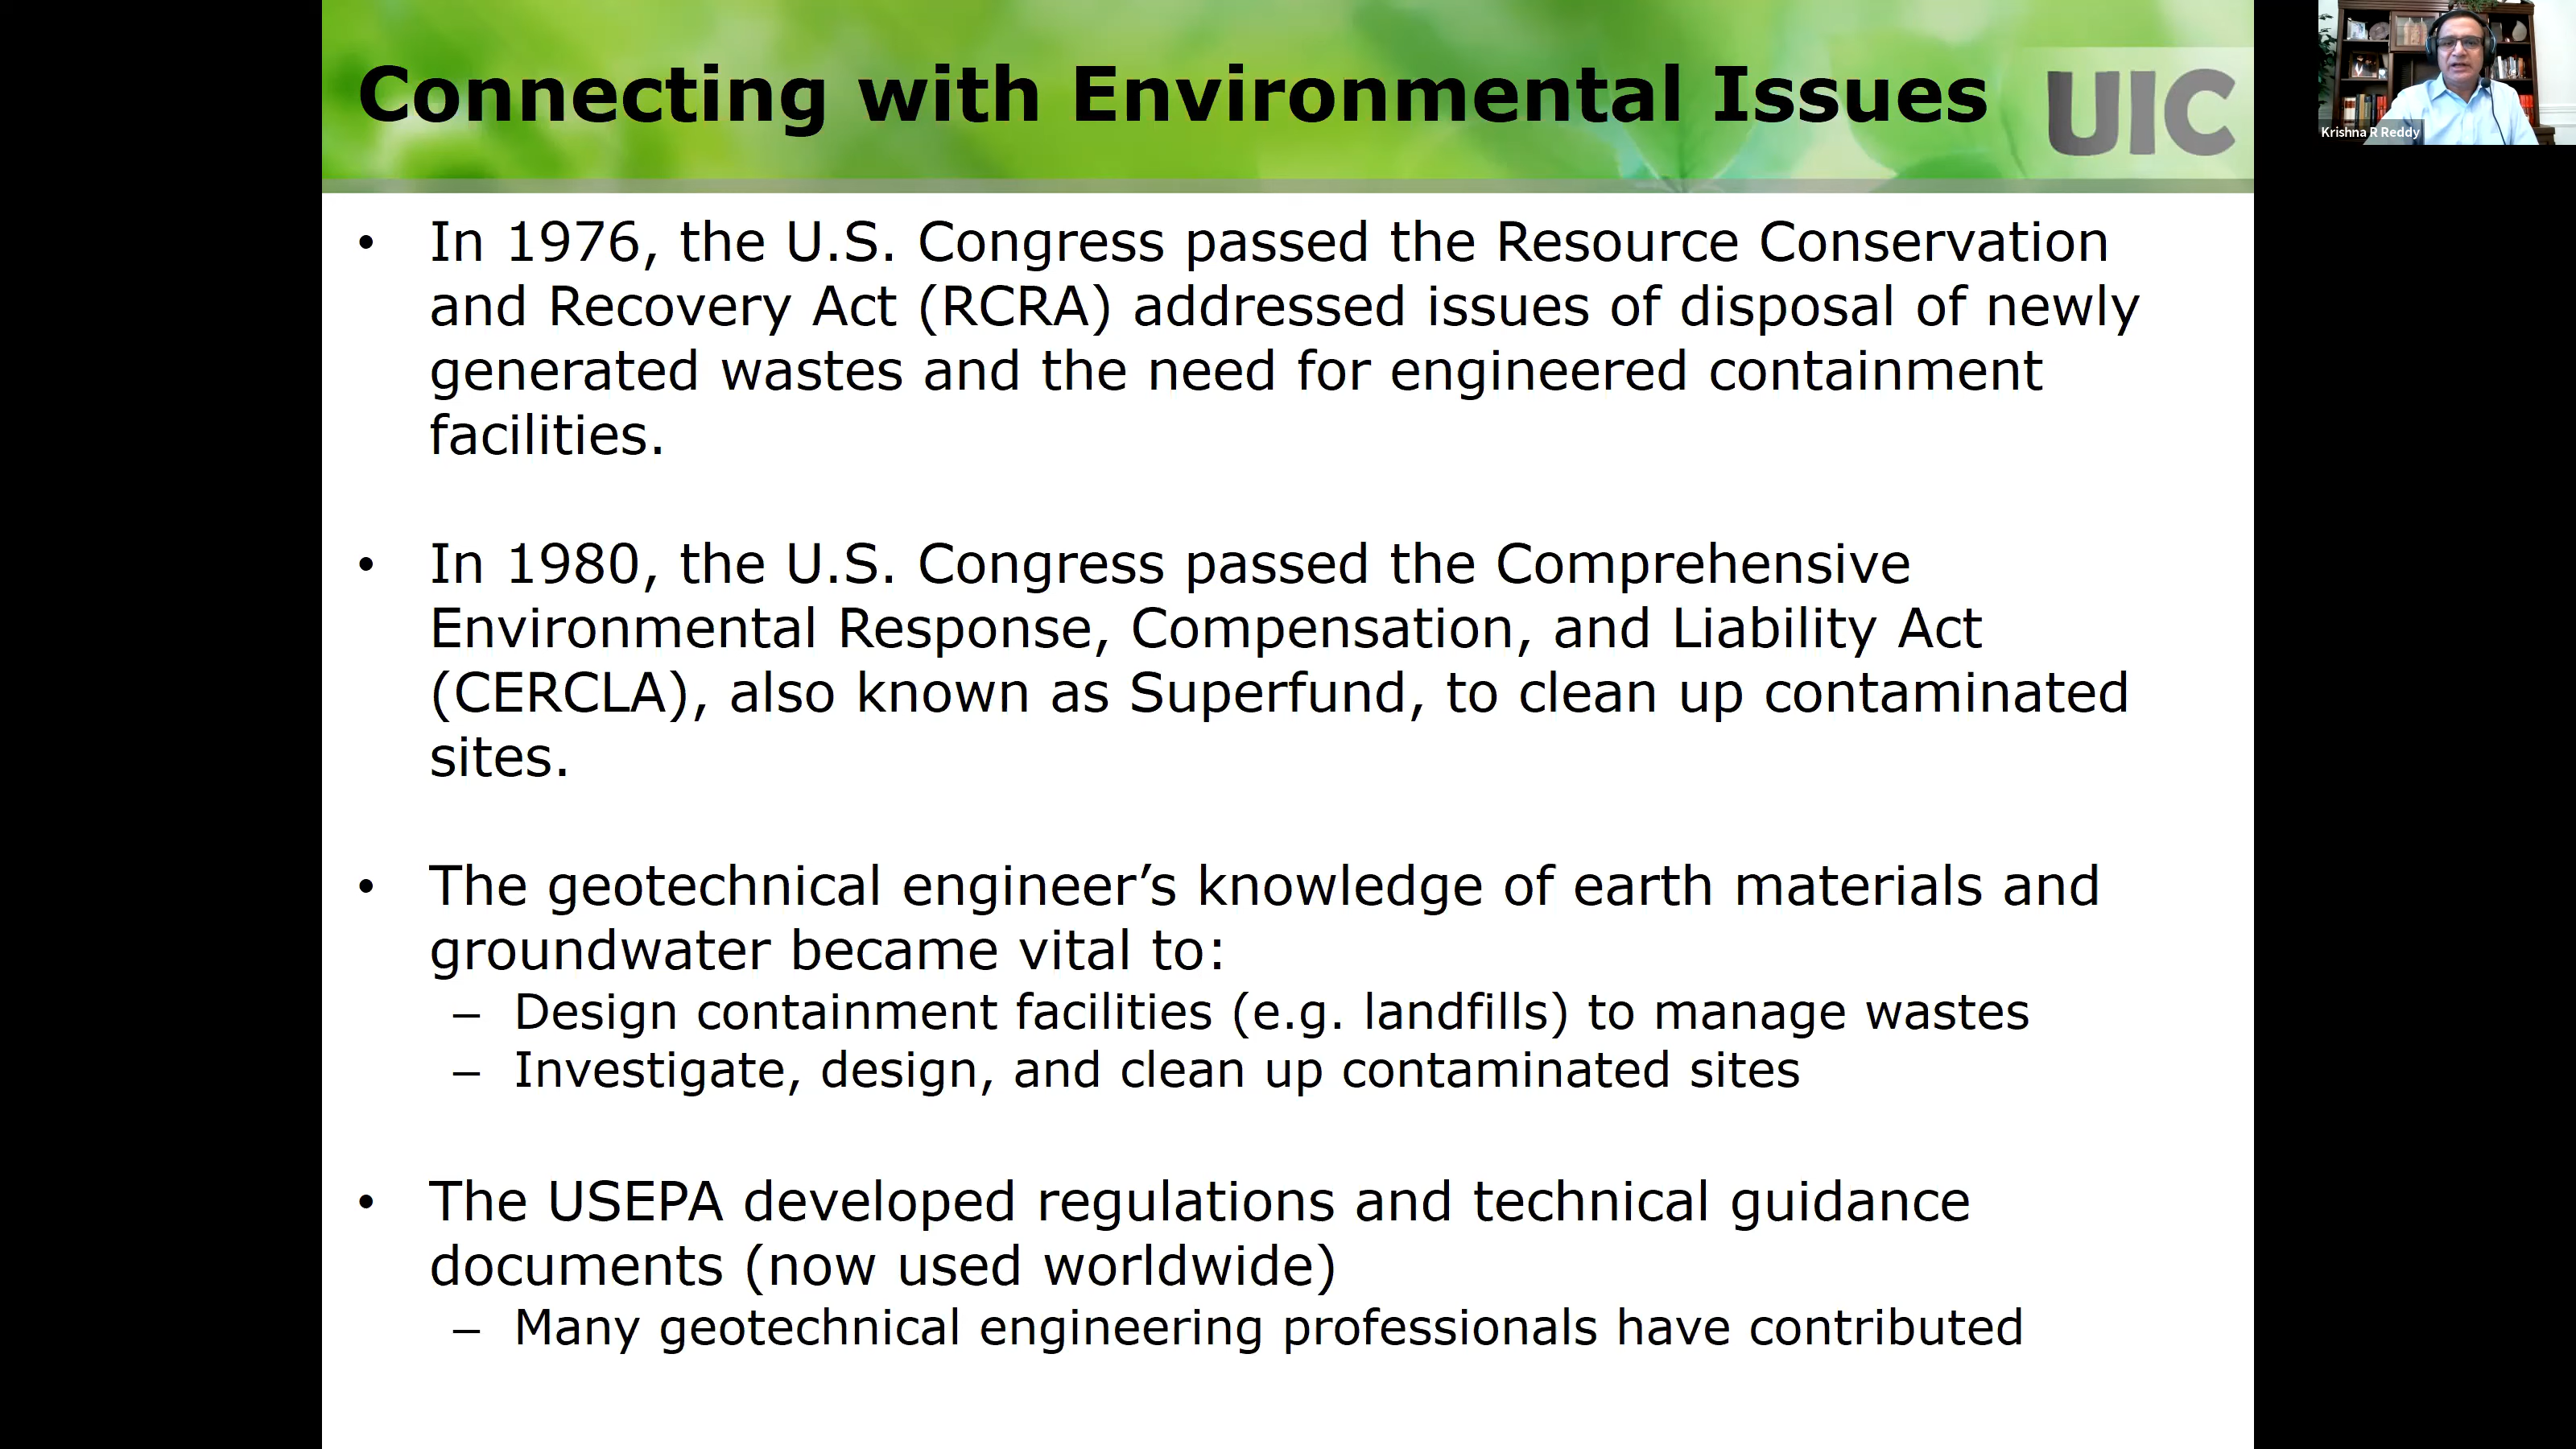 Connecting with Environmental Issues
UIC
Krishna R Reddy
• In 1976, the U.S. Congress passed the Resource Conservation
and Recovery Act (RCRA) addressed issues of disposal of newly
generated wastes and the need for engineered containment
facilities.
• In 1980, the U.S. Congress passed the Comprehensive
Environmental Response, Compensation, and Liability Act
(CERCLA), also known as Superfund, to clean up contaminated
sites.
• The geotechnical engineer’s knowledge of earth materials and
groundwater became vital to:
– Design containment facilities (e.g. landfills) to manage wastes
– Investigate, design, and clean up contaminated sites
• The USEPA developed regulations and technical guidance
documents (now used worldwide)
– Many geotechnical engineering professionals have contributed